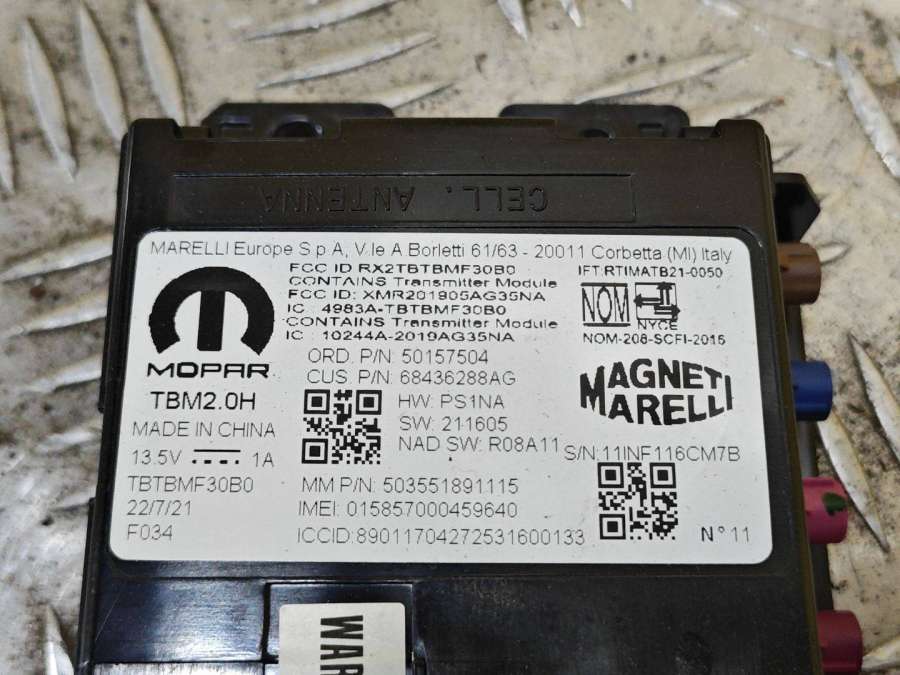 CELL. ANTENNA
MARELLI Europe S.p.A, V.le A Borletti 61/63 - 20011 Corbetta (MI) Italy
FCC ID RX2TBTBMF30B0
CONTAINS Transmitter Module
FCC ID: XMR201905AG35NA
IC : 4983A-TBTBMF30B0
CONTAINS Transmitter Module
IC : 10244A-2019AG35NA
IFT:RTIMATB21-0050
NOM
NYCE
NOM-208-SCFI-2016
MOPAR
TBM2.0H
MADE IN CHINA
13.5V 1A
TBTBMF30B0
22/7/21
F034
ORD. P/N: 50157504
CUS. P/N: 68436288AG
HW: PS1NA
SW: 211605
NAD SW: R08A11
MAGNETI
MARELLI
S/N:11INF116CM7B
MM P/N: 503551891115
IMEI: 015857000459640
ICCID:89011704272531600133
N° 11
WAR